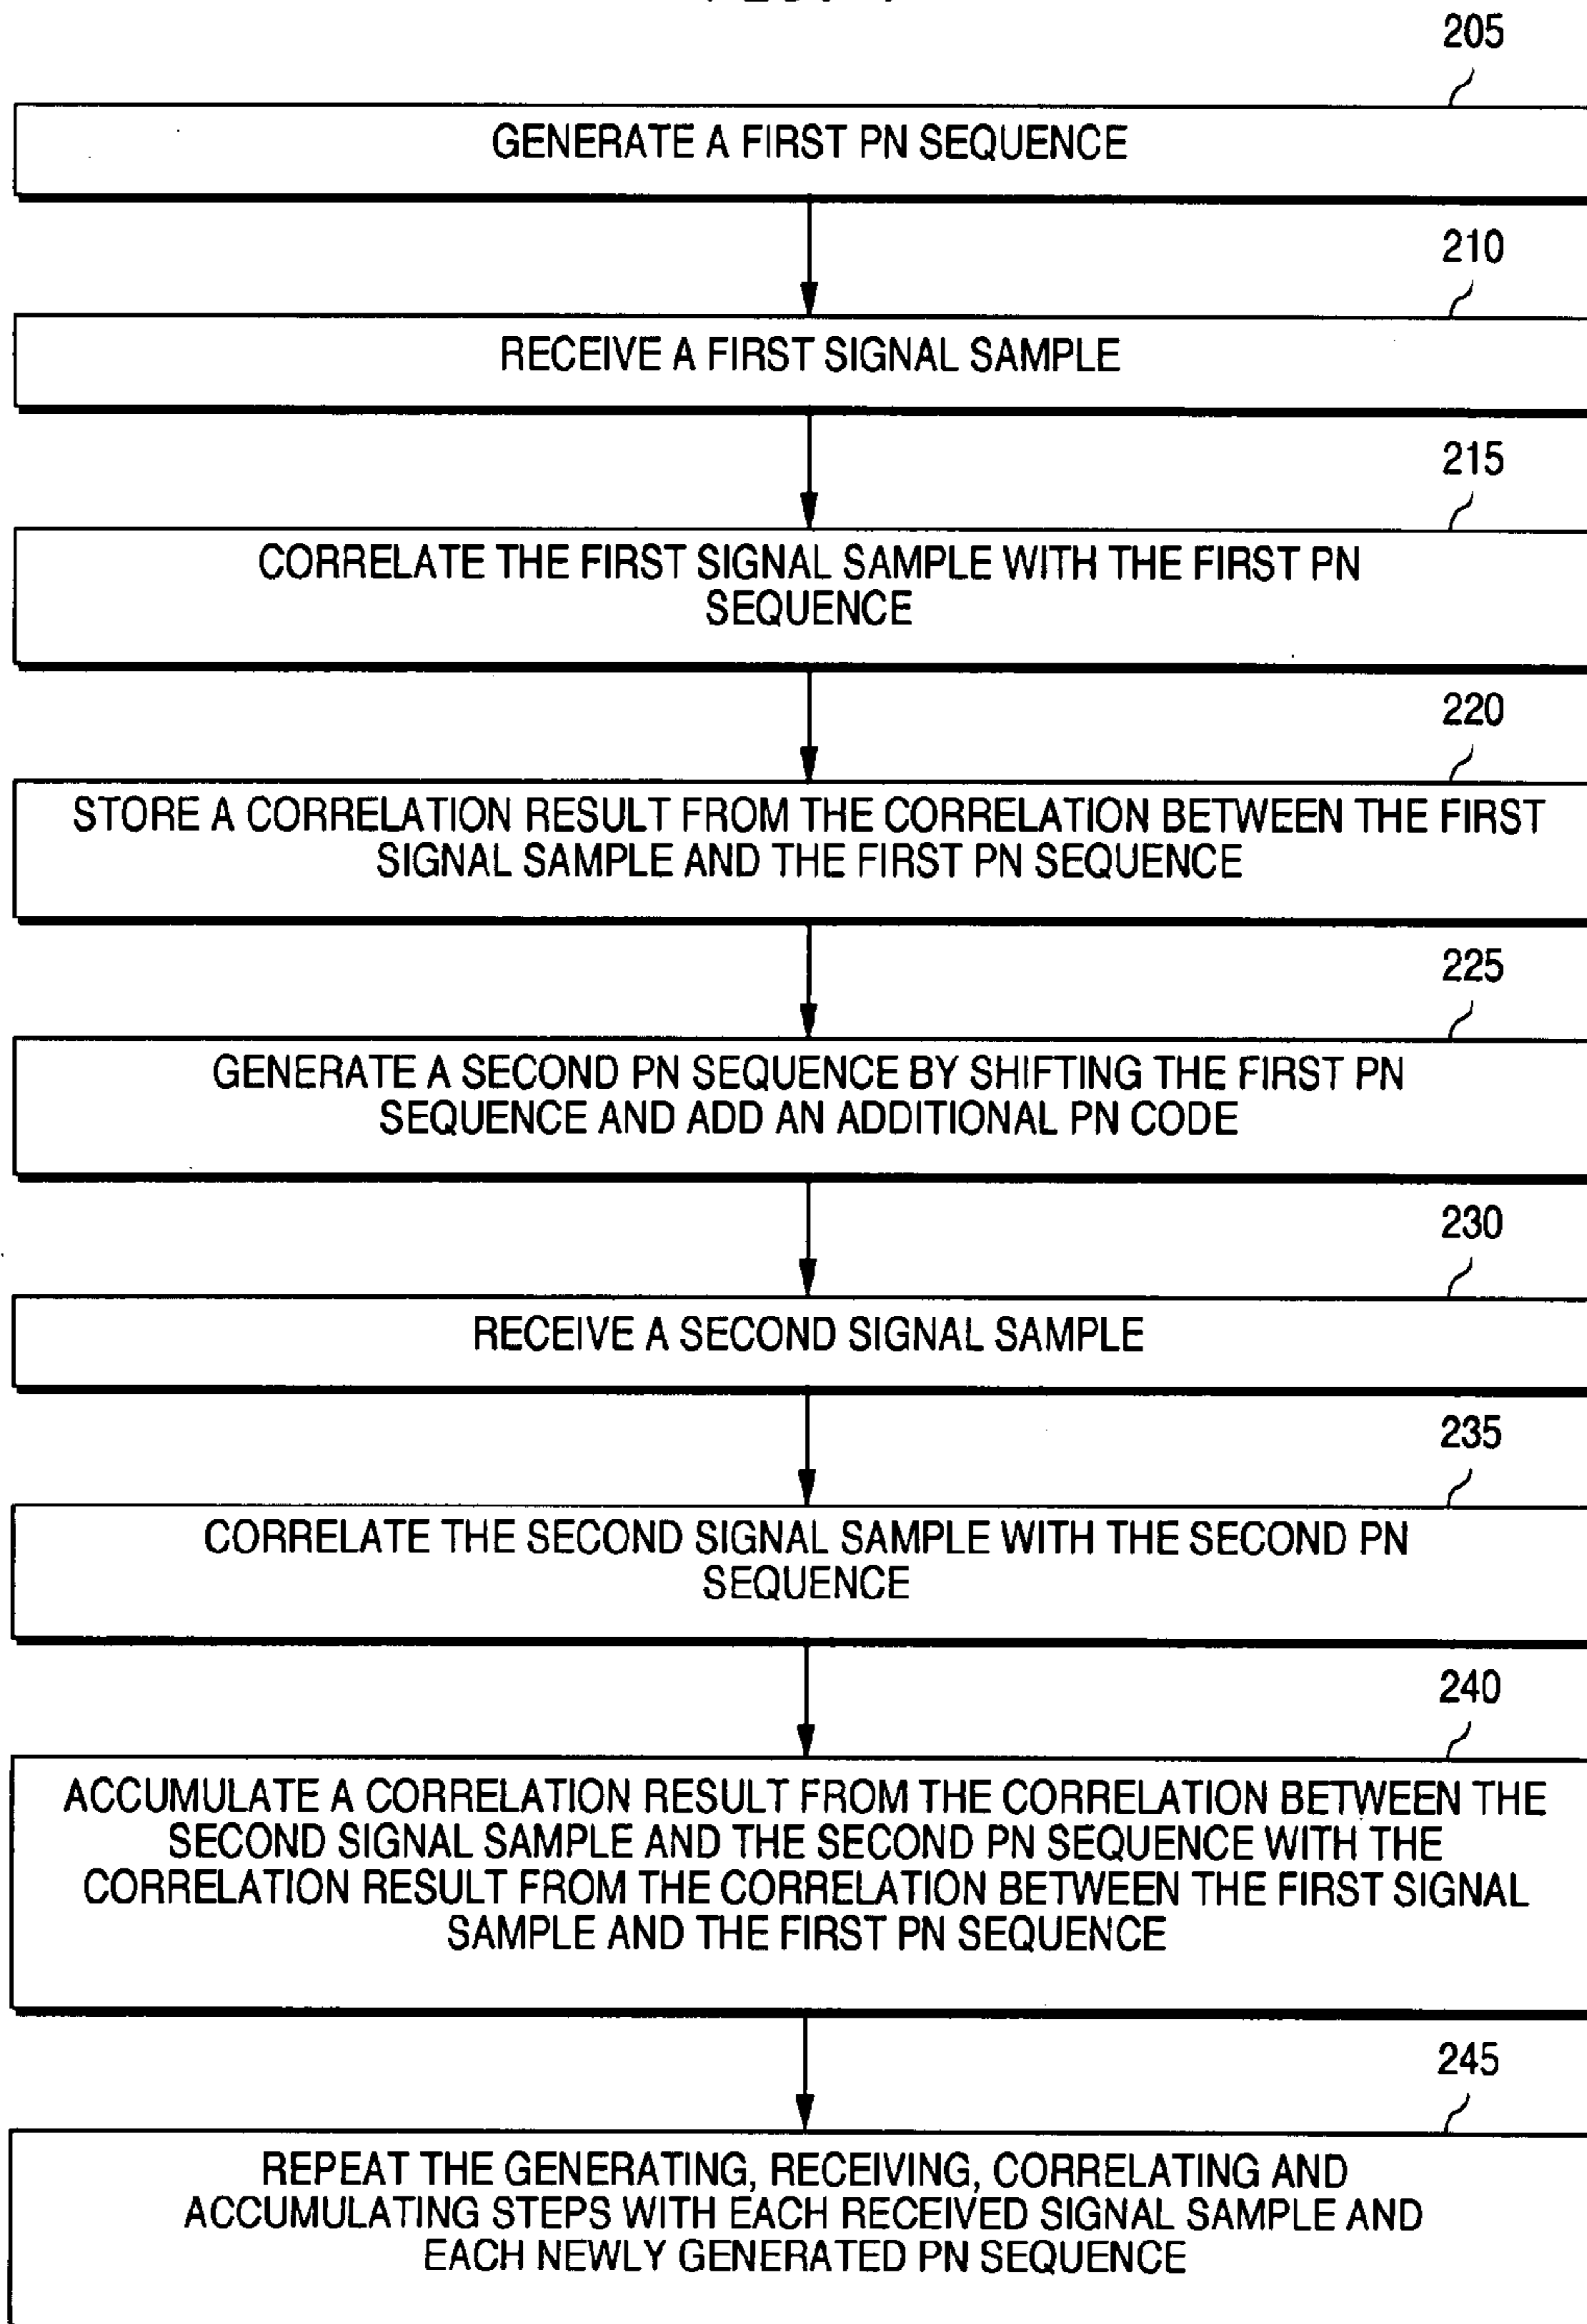 205
GENERATE A FIRST PN SEQUENCE
210
RECEIVE A FIRST SIGNAL SAMPLE
215
CORRELATE THE FIRST SIGNAL SAMPLE WITH THE FIRST PN
SEQUENCE
220
STORE A CORRELATION RESULT FROM THE CORRELATION BETWEEN THE FIRST
SIGNAL SAMPLE AND THE FIRST PN SEQUENCE
225
GENERATE A SECOND PN SEQUENCE BY SHIFTING THE FIRST PN
SEQUENCE AND ADD AN ADDITIONAL PN CODE
230
RECEIVE A SECOND SIGNAL SAMPLE
235
CORRELATE THE SECOND SIGNAL SAMPLE WITH THE SECOND PN
SEQUENCE
240
ACCUMULATE A CORRELATION RESULT FROM THE CORRELATION BETWEEN THE
SECOND SIGNAL SAMPLE AND THE SECOND PN SEQUENCE WITH THE
CORRELATION RESULT FROM THE CORRELATION BETWEEN THE FIRST SIGNAL
SAMPLE AND THE FIRST PN SEQUENCE
245
REPEAT THE GENERATING, RECEIVING, CORRELATING AND
ACCUMULATING STEPS WITH EACH RECEIVED SIGNAL SAMPLE AND
EACH NEWLY GENERATED PN SEQUENCE